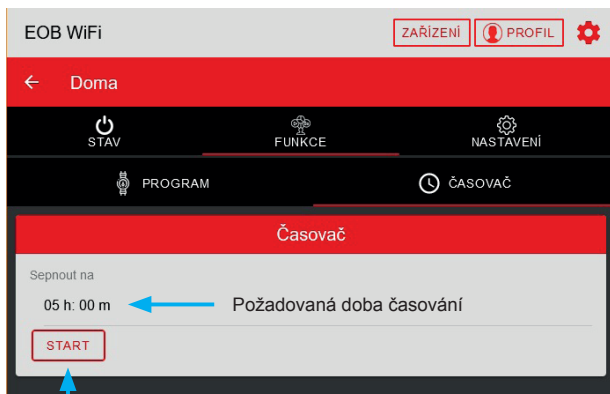 EOB WiFi
ZAŘÍZENÍ
PROFIL
Doma
STAV
FUNKCE
NASTAVENÍ
PROGRAM
ČASOVAČ
Časovač
Sepnout na
05 h: 00 m
Požadovaná doba časování
START